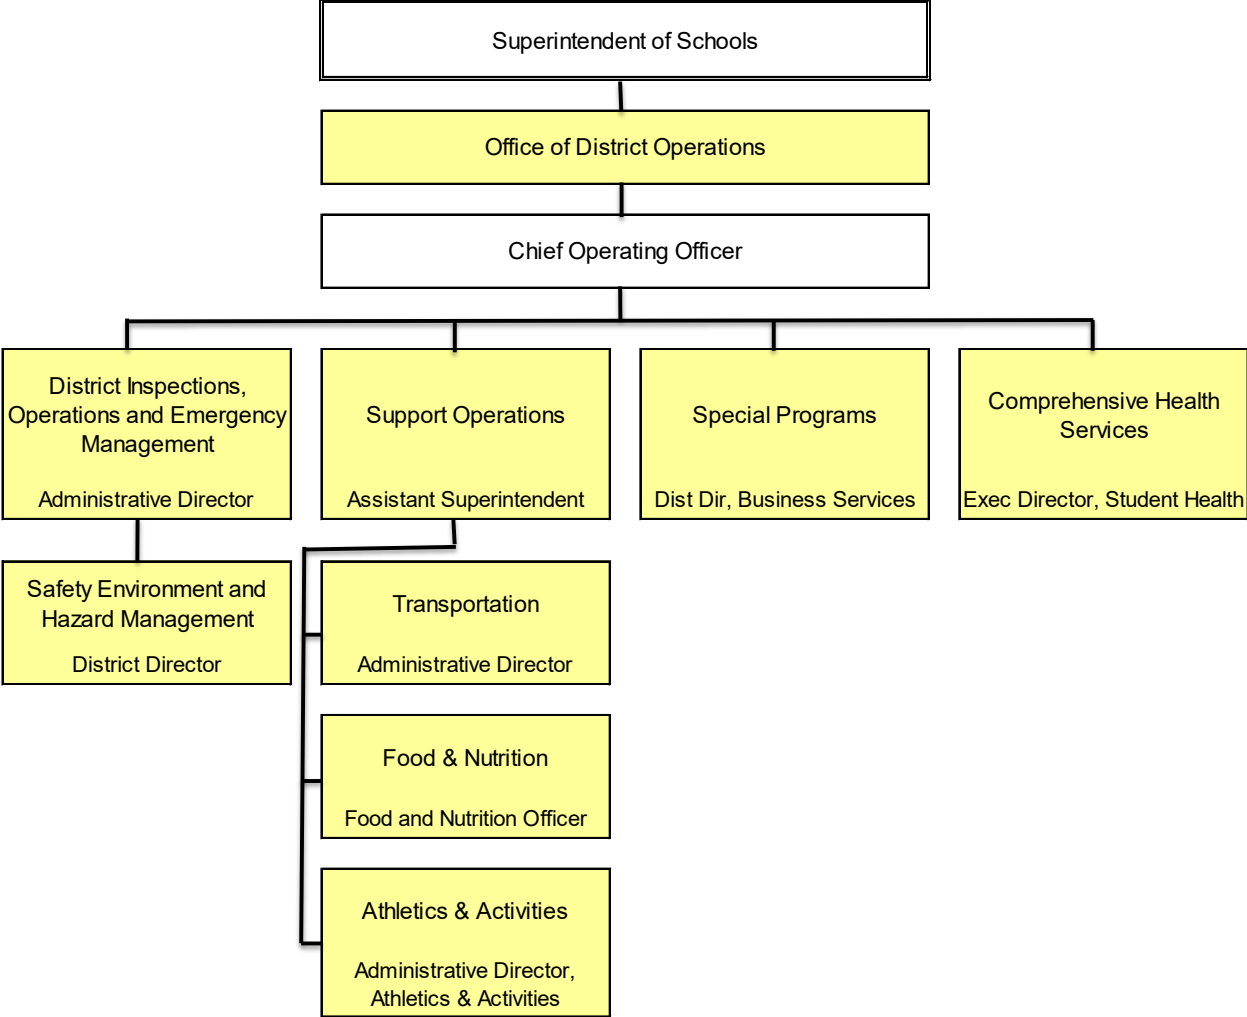 Superintendent of Schools
Office of District Operations
Chief Operating Officer
District Inspections,
Operations and Emergency
Management
Administrative Director
Support Operations
Assistant Superintendent
Special Programs
Dist Dir, Business Services
Comprehensive Health
Services
Exec Director, Student Health
Safety Environment and
Hazard Management
District Director
Transportation
Administrative Director
Food & Nutrition
Food and Nutrition Officer
Athletics & Activities
Administrative Director,
Athletics & Activities